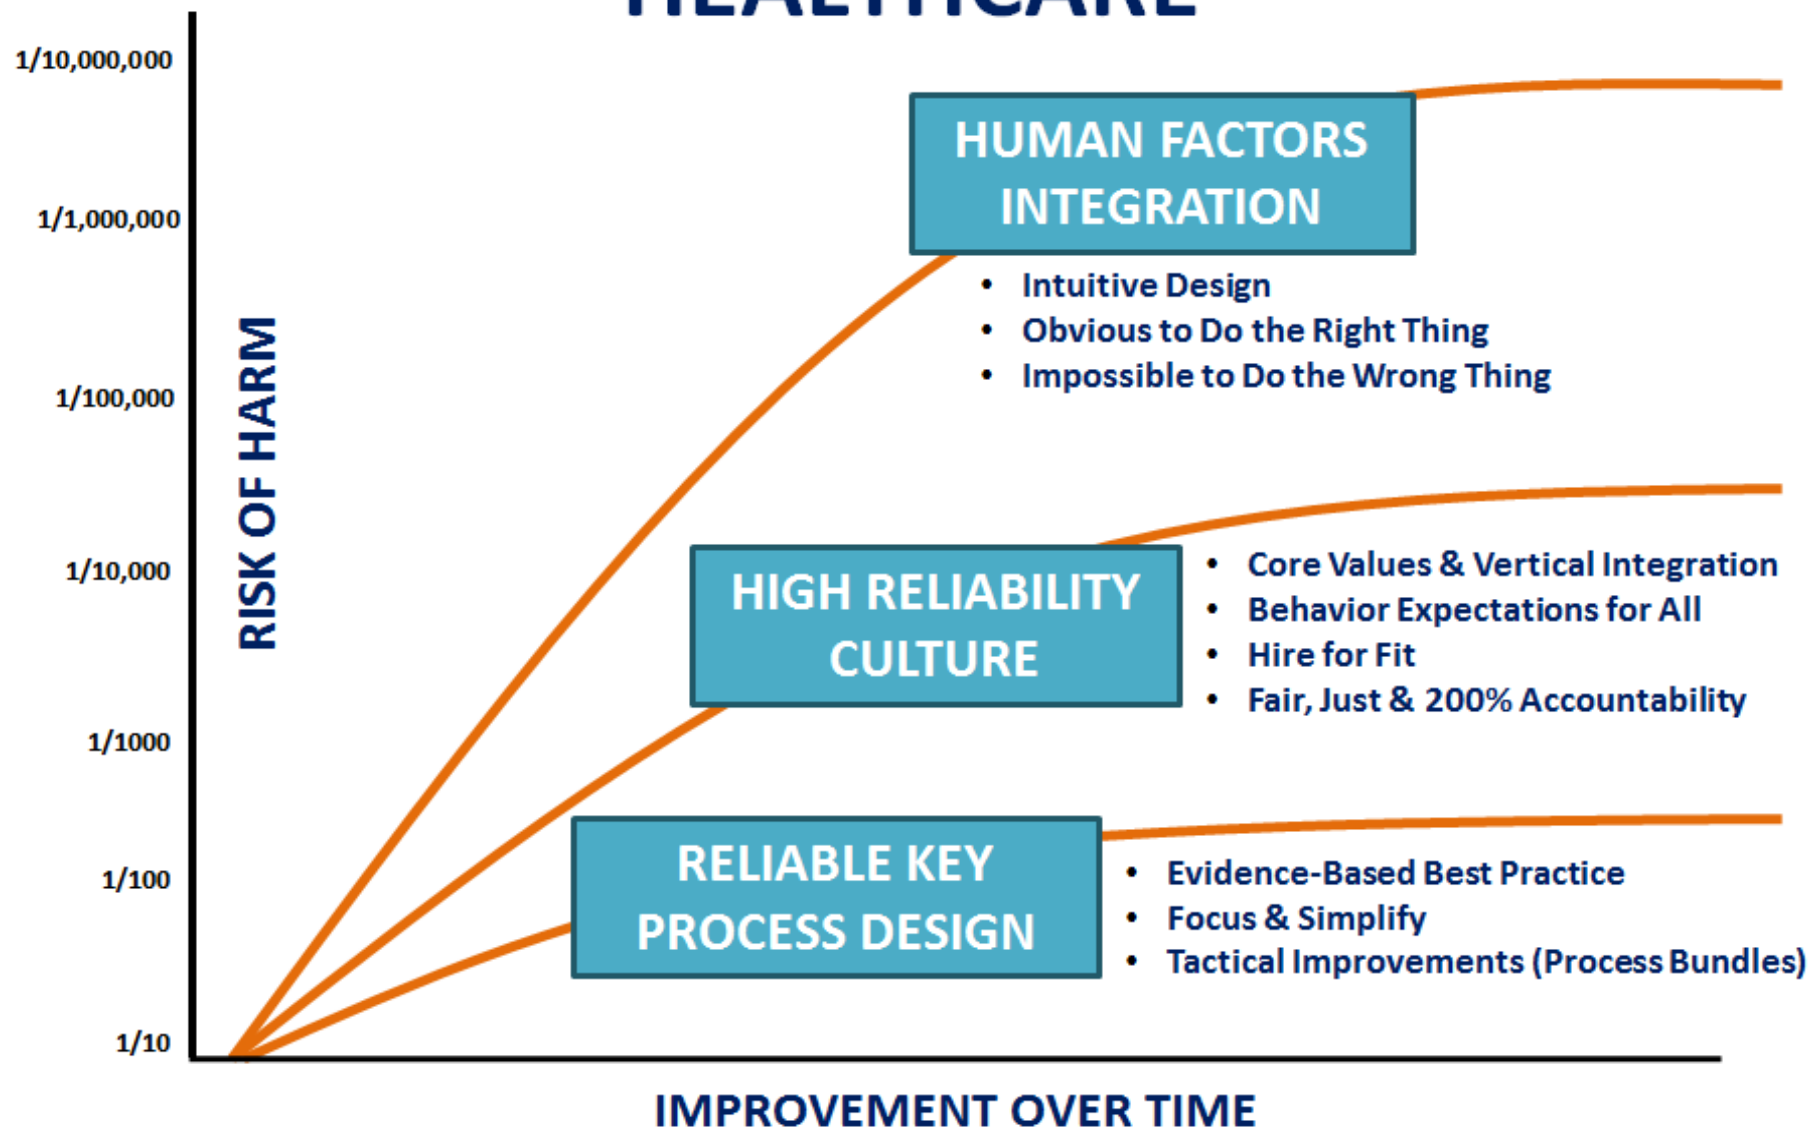 HEALTHCARE
1/10,000,000
1/1,000,000
1/100,000
1/10,000
1/1000
1/100
1/10
RISK OF HARM
HUMAN FACTORS
INTEGRATION
• Intuitive Design
• Obvious to Do the Right Thing
• Impossible to Do the Wrong Thing
HIGH RELIABILITY
CULTURE
• Core Values & Vertical Integration
• Behavior Expectations for All
• Hire for Fit
• Fair, Just & 200% Accountability
RELIABLE KEY
PROCESS DESIGN
• Evidence-Based Best Practice
• Focus & Simplify
• Tactical Improvements (Process Bundles)
IMPROVEMENT OVER TIME